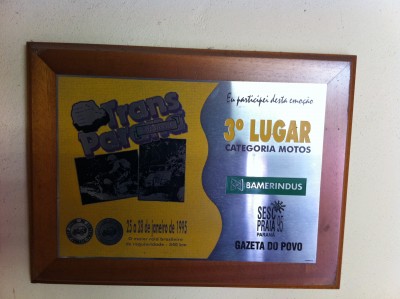 Trans
Paraná
25 a 28 de janeiro de 1995
Eu participei desta emoção
3º LUGAR
CATEGORIA MOTOS
BAMERINDUS
SESC
PRAIA 95
PARANÁ
GAZETA DO POVO